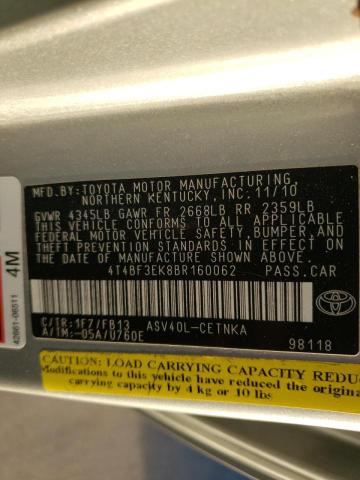 MFD.BY:TOYOTA MOTOR MANUFACTURING,
NORTHERN KENTUCKY, INC. 11/10
GVWR 4345LB GAWR FR 2668LB RR 2359LB
THIS VEHICLE CONFORMS TO ALL APPLICABLE
FEDERAL MOTOR VEHICLE SAFETY,BUMPER,AND
THEFT PREVENTION STANDARDS IN EFFECT ON
THE DATE OF MANUFACTURE SHOWN ABOVE.
4T4BF3EK8BR160062 PASS.CAR
C/TR:1F7/FB13 ASV40L-CETNKA
A/TM:-05A/U760E
98118
TOYOTA
4M
42861-06511
CAUTION: LOAD CARRYING CAPACITY REDU
Modifications to this vehicle have reduced the origina
carrying capacity by 4 kg or 10 lbs